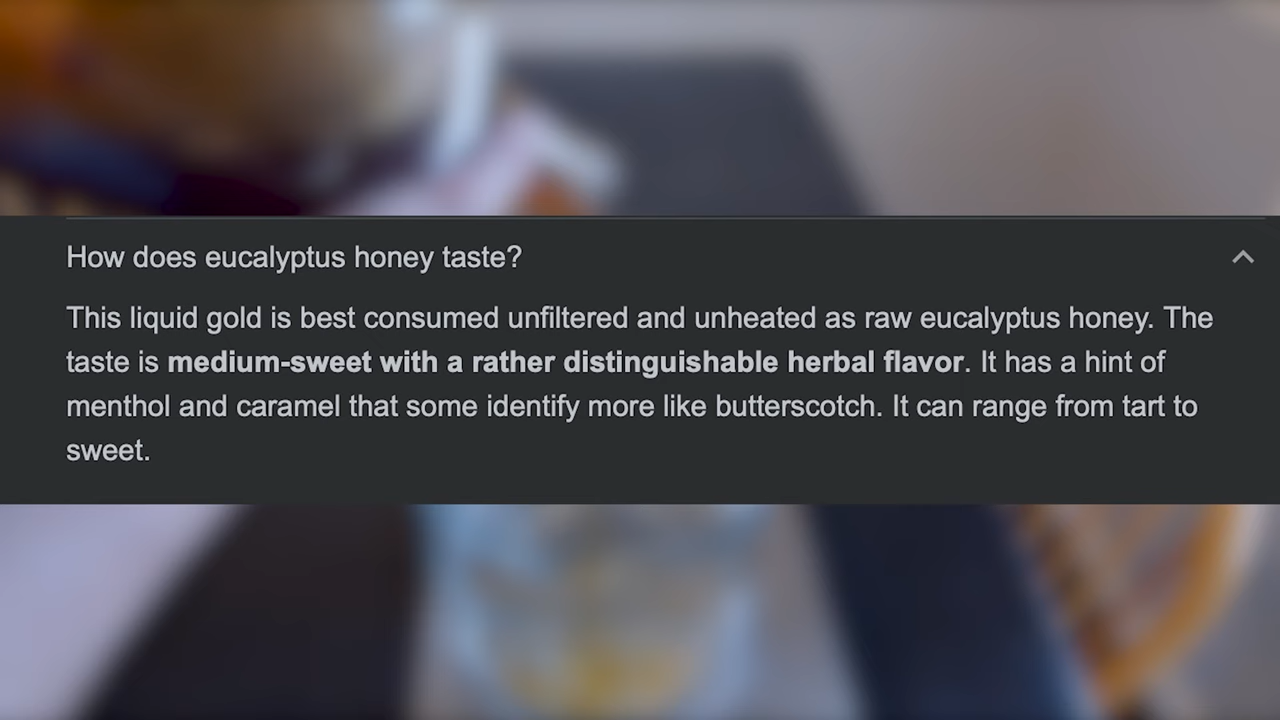 How does eucalyptus honey taste?
This liquid gold is best consumed unfiltered and unheated as raw eucalyptus honey. The
taste is medium-sweet with a rather distinguishable herbal flavor. It has a hint of
menthol and caramel that some identify more like butterscotch. It can range from tart to
sweet.